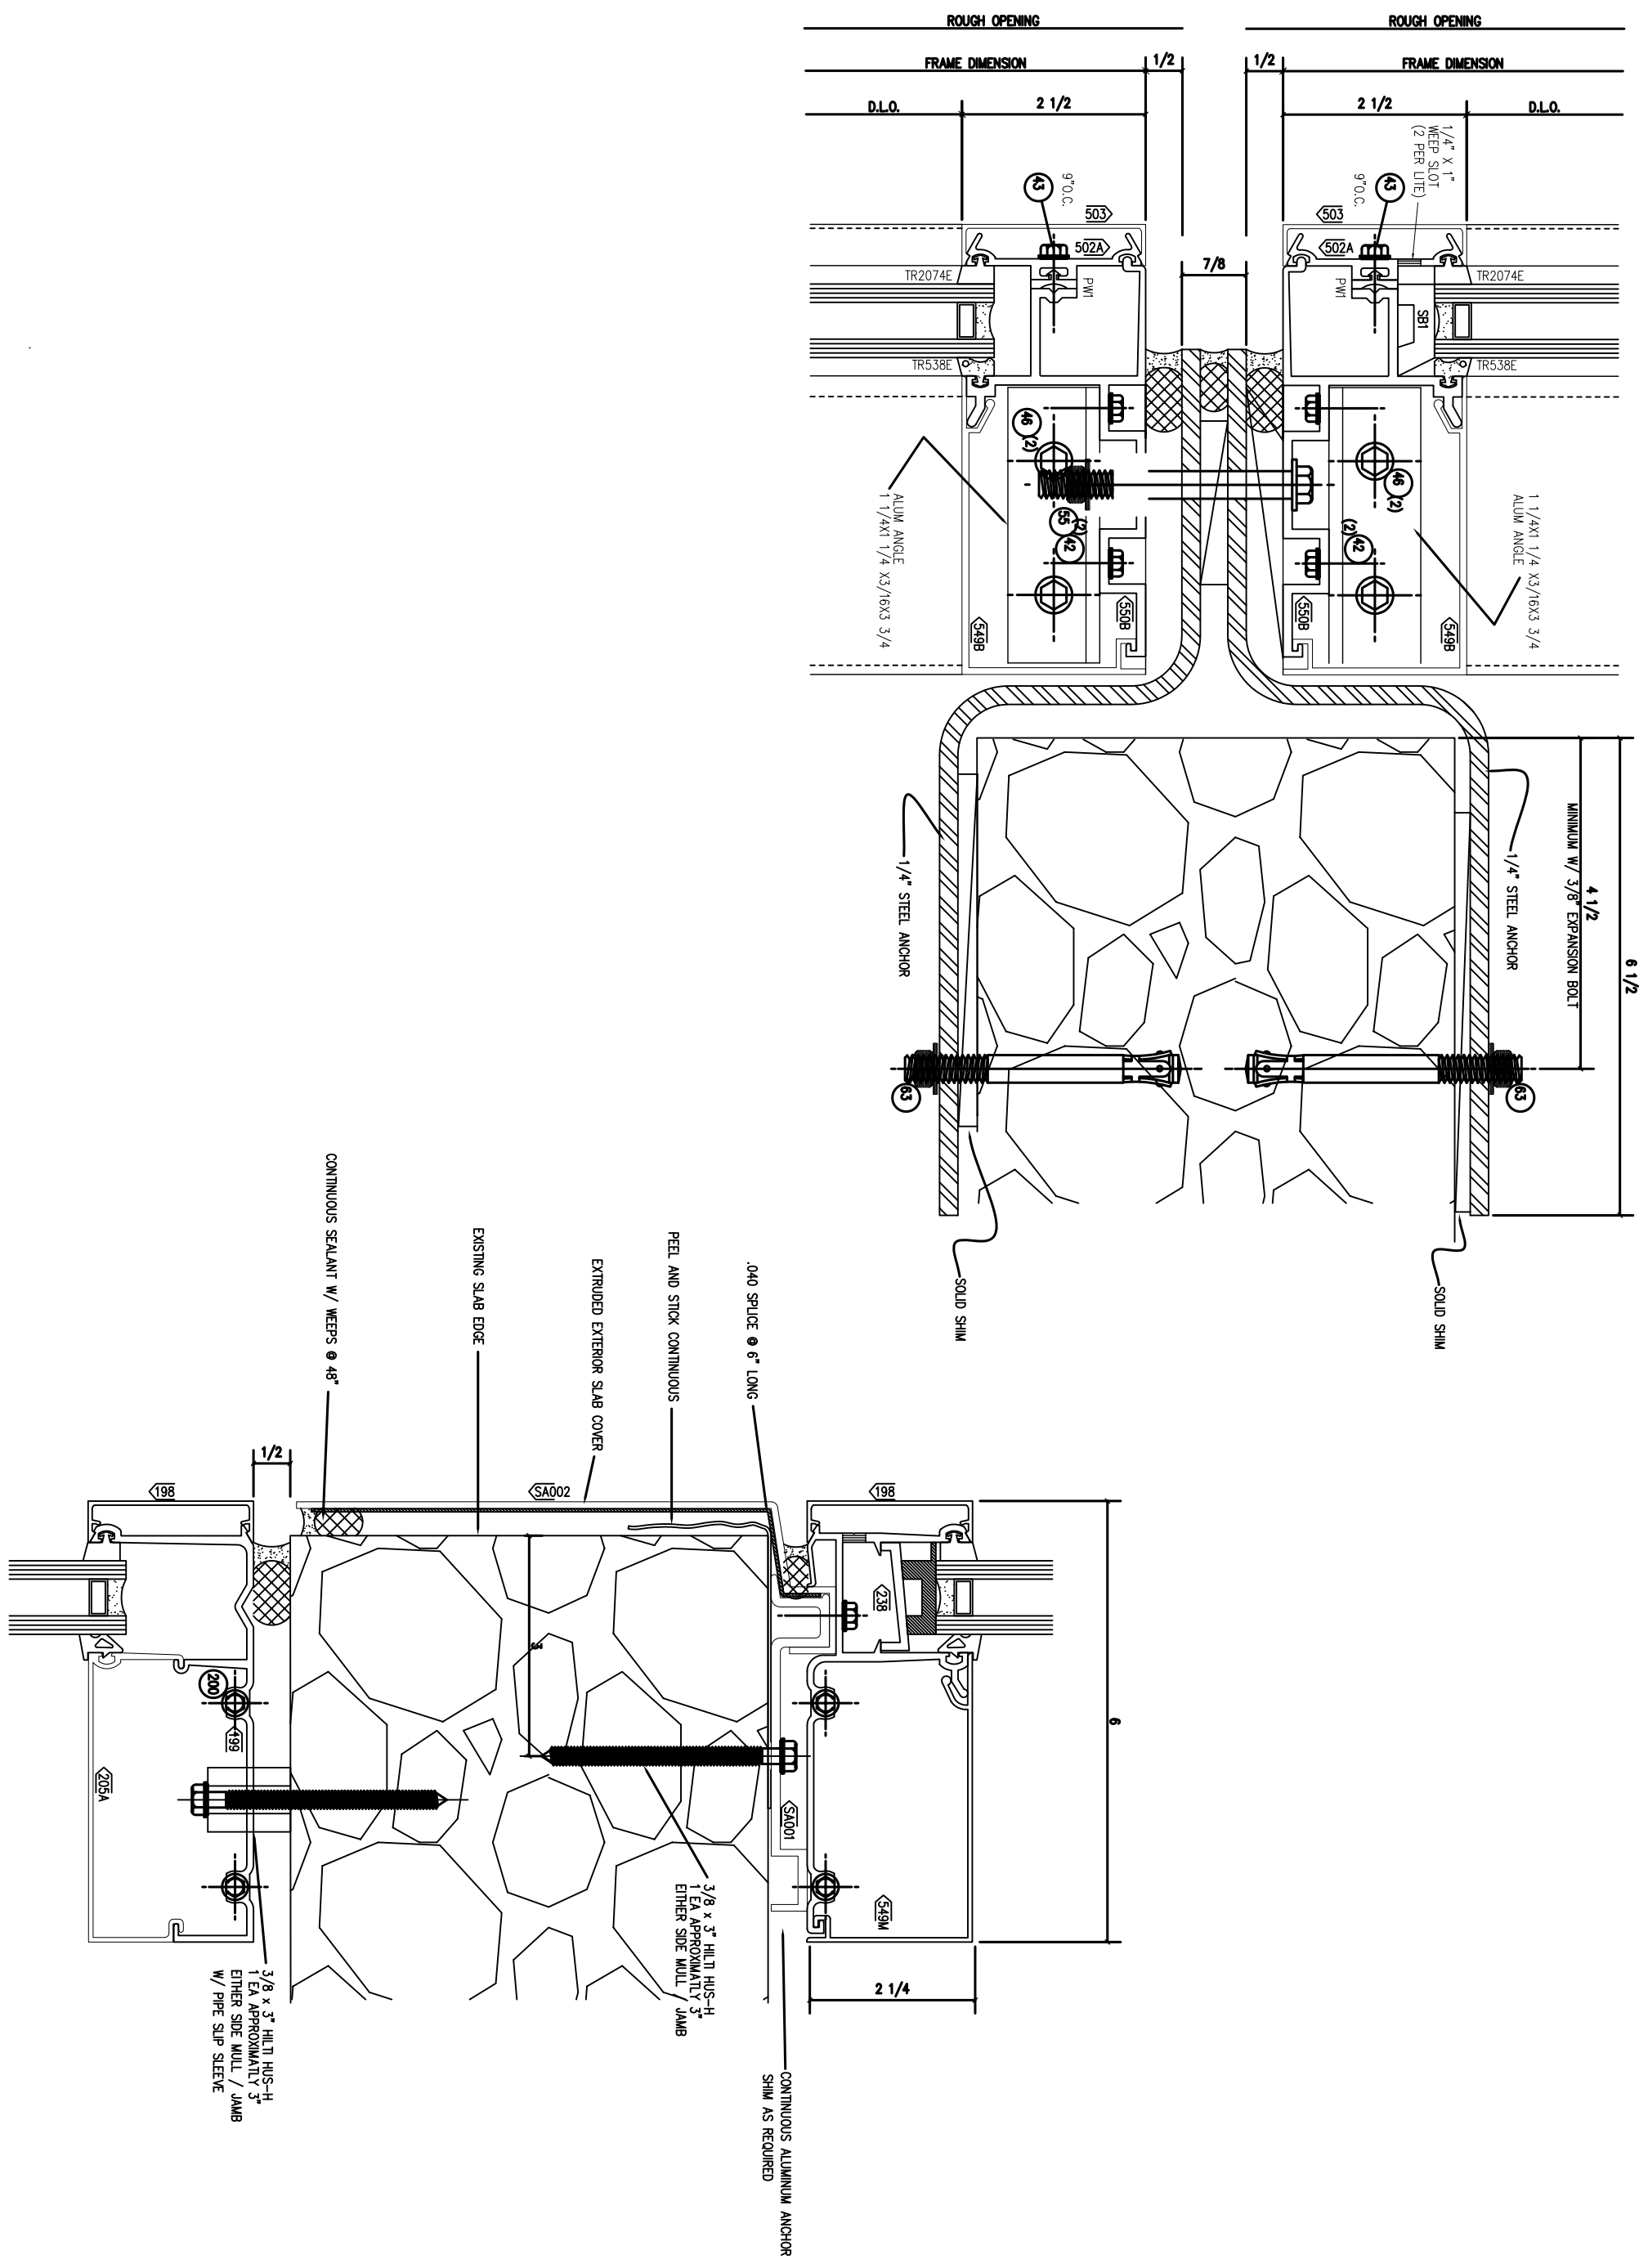 ROUGH OPENING
ROUGH OPENING
FRAME DIMENSION
1/2
1/2
FRAME DIMENSION
D.L.O.
2 1/2
2 1/2
D.L.O.
1/4" X 1"
WEEP SLOT
(2 PER LITE)
43
9"O.C.
43
9"O.C.
503
503
502A
502A
7/8
TR2074E
TR2074E
PW1
PW1
SB1
TR538E
TR538E
46
(2)
46
(2)
55
(2)
42
(2)
42
1 1/4X1 1/4 X3/16X3 3/4
ALUM ANGLE
ALUM ANGLE
1 1/4X1 1/4 X3/16X3 3/4
550B
550B
549B
549B
6 1/2
4 1/2
MINIMUM W/ 3/8" EXPANSION BOLT
1/4" STEEL ANCHOR
1/4" STEEL ANCHOR
63
63
SOLID SHIM
SOLID SHIM
CONTINUOUS SEALANT W/ WEEPS @ 48"
EXISTING SLAB EDGE
EXTRUDED EXTERIOR SLAB COVER
PEEL AND STICK CONTINUOUS
.040 SPLICE @ 6" LONG
1/2
198
SA002
198
238
3
6
200
199
205A
SA001
549M
2 1/4
3/8 x 3" HILTI HUS-H
1 EA APPROXIMATLY 3"
EITHER SIDE MULL / JAMB
3/8 x 3" HILTI HUS-H
1 EA APPROXIMATLY 3"
EITHER SIDE MULL / JAMB
W/ PIPE SLIP SLEEVE
CONTINUOUS ALUMINUM ANCHOR
SHIM AS REQUIRED